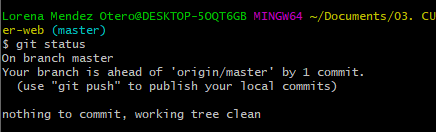 Lorena Mendez Otero@DESKTOP-5OQT6GB MINGW64 ~/Documents/03. CU
er-web (master)
$ git status
On branch master
Your branch is ahead of 'origin/master' by 1 commit.
  (use "git push" to publish your local commits)

nothing to commit, working tree clean